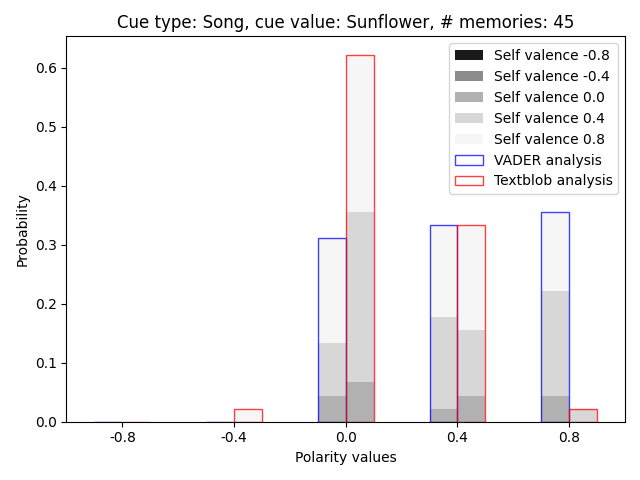 Cue type: Song, cue value: Sunflower, # memories: 45
Self valence -0.8
Self valence -0.4
Self valence 0.0
Self valence 0.4
Self valence 0.8
VADER analysis
Textblob analysis
Probability
0.6
0.5
0.4
0.3
0.2
0.1
0.0
-0.8 -0.4 0.0 0.4 0.8
Polarity values